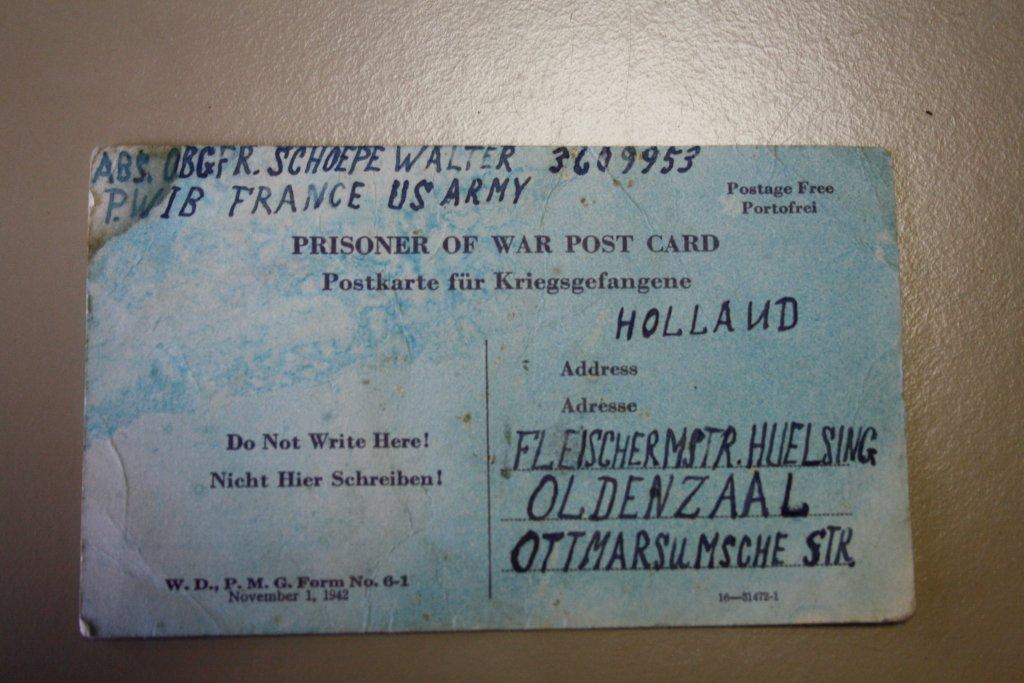 ABS. OBGFR. SCHOEPE WALTER 3609953
P.WIB FRANCE US ARMY
Postage Free
Portofrei
PRISONER OF WAR POST CARD
Postkarte für Kriegsgefangene
HOLLAND
Address
Adresse
Do Not Write Here!
Nicht Hier Schreiben!
FLEISCHERMSTR. HUELSING
OLDENZAAL
OTTMARSUMSCHE STR
W. D., P. M. G. Form No. 6-1
November 1, 1942
16—31472-1